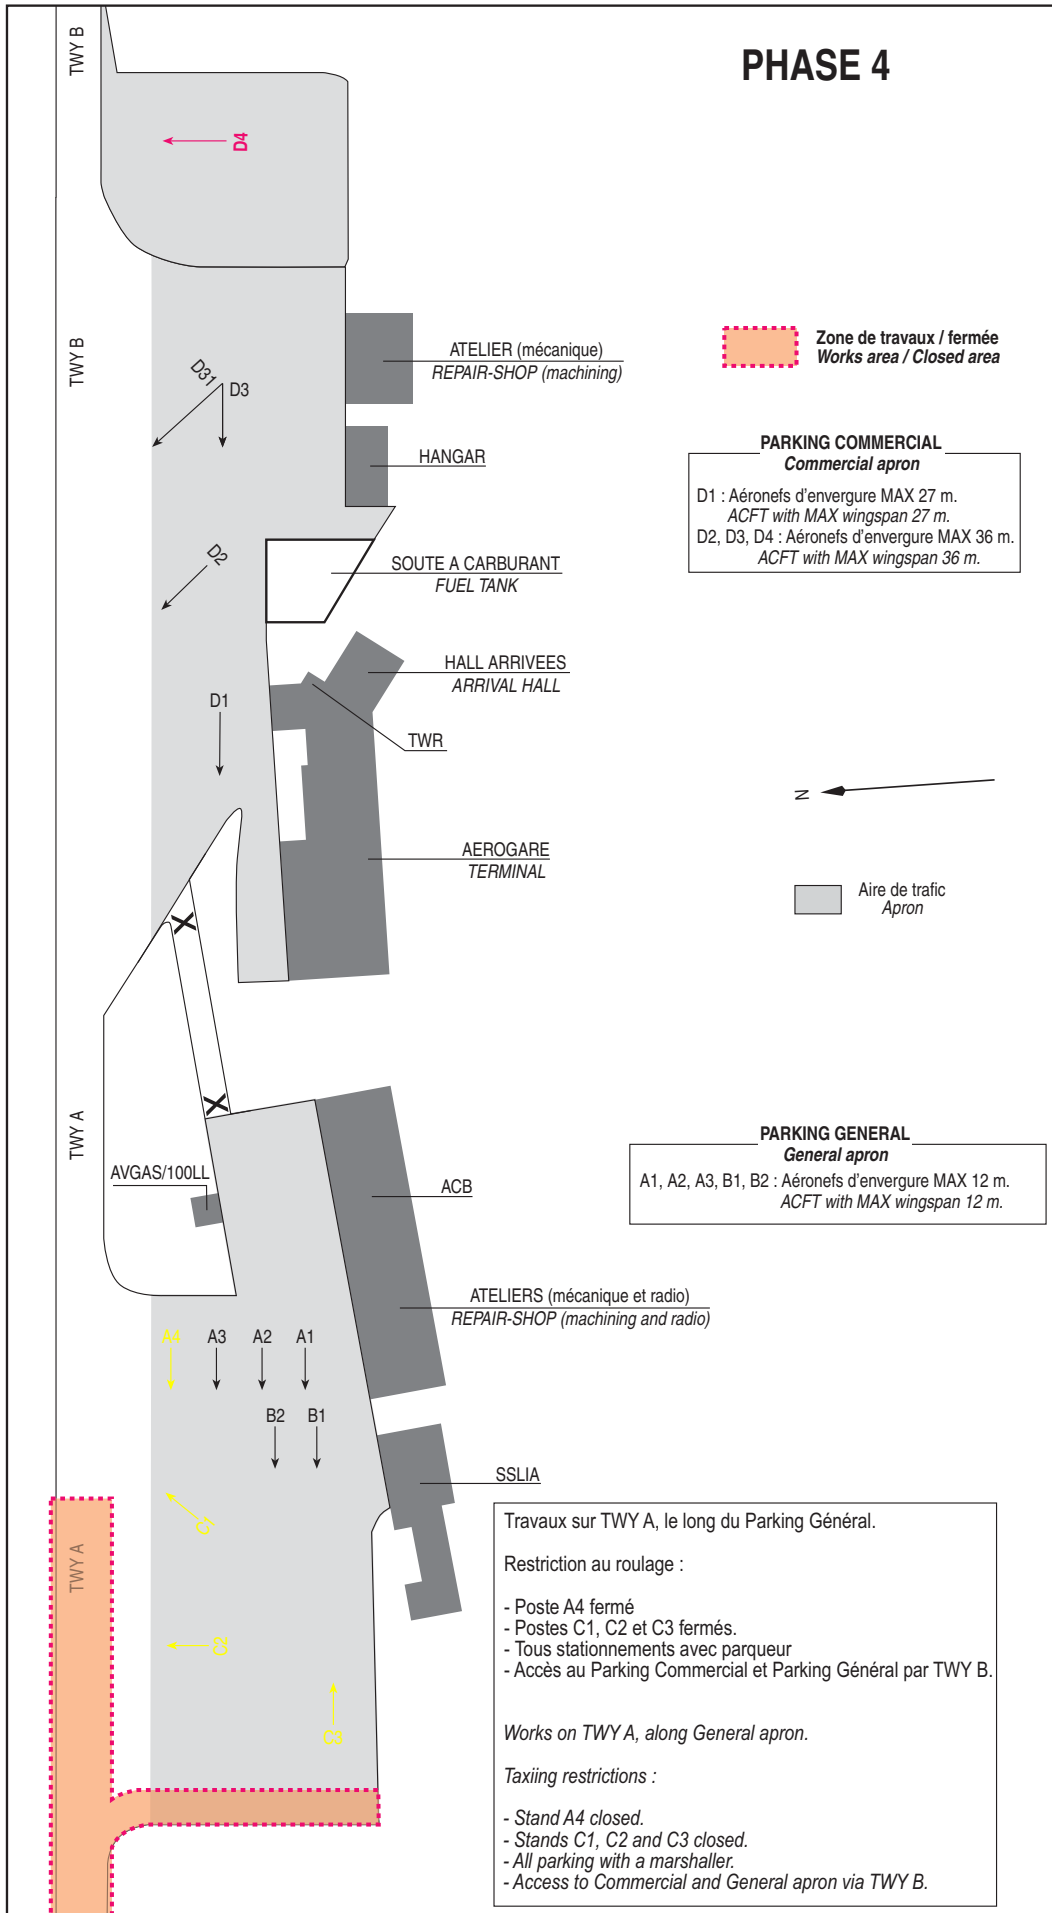 PHASE 4
TWY B
D4
TWY B
ATELIER (mécanique)
REPAIR-SHOP (machining)
Zone de travaux / fermée
Works area / Closed area
D31
D3
HANGAR
PARKING COMMERCIAL
Commercial apron
D1 : Aéronefs d'envergure MAX 27 m.
ACFT with MAX wingspan 27 m.
D2, D3, D4 : Aéronefs d'envergure MAX 36 m.
ACFT with MAX wingspan 36 m.
D2
SOUTE A CARBURANT
FUEL TANK
HALL ARRIVEES
ARRIVAL HALL
D1
TWR
N
AEROGARE
TERMINAL
Aire de trafic
Apron
X
X
TWY A
PARKING GENERAL
General apron
A1, A2, A3, B1, B2 : Aéronefs d'envergure MAX 12 m.
ACFT with MAX wingspan 12 m.
AVGAS/100LL
ACB
ATELIERS (mécanique et radio)
REPAIR-SHOP (machining and radio)
A4
A3
A2
A1
B2
B1
SSLIA
C1
TWY A
C2
C3
Travaux sur TWY A, le long du Parking Général.
Restriction au roulage :
- Poste A4 fermé
- Postes C1, C2 et C3 fermés.
- Tous stationnements avec parqueur
- Accès au Parking Commercial et Parking Général par TWY B.
Works on TWY A, along General apron.
Taxiing restrictions :
- Stand A4 closed.
- Stands C1, C2 and C3 closed.
- All parking with a marshaller.
- Access to Commercial and General apron via TWY B.